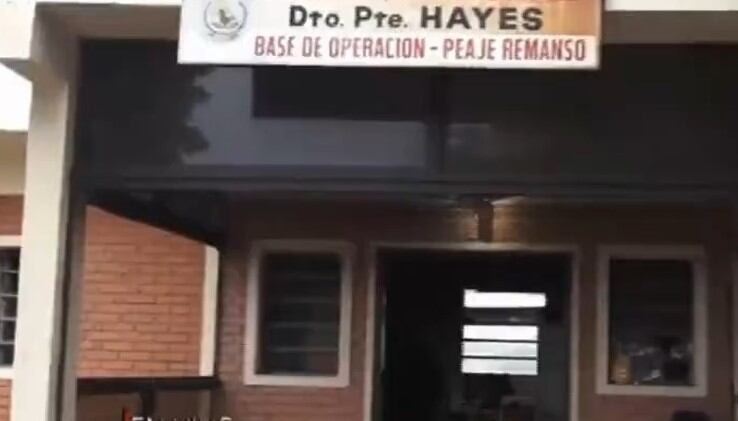 Dto. Pte. HAYES
BASE DE OPERACION - PEAJE REMANSO